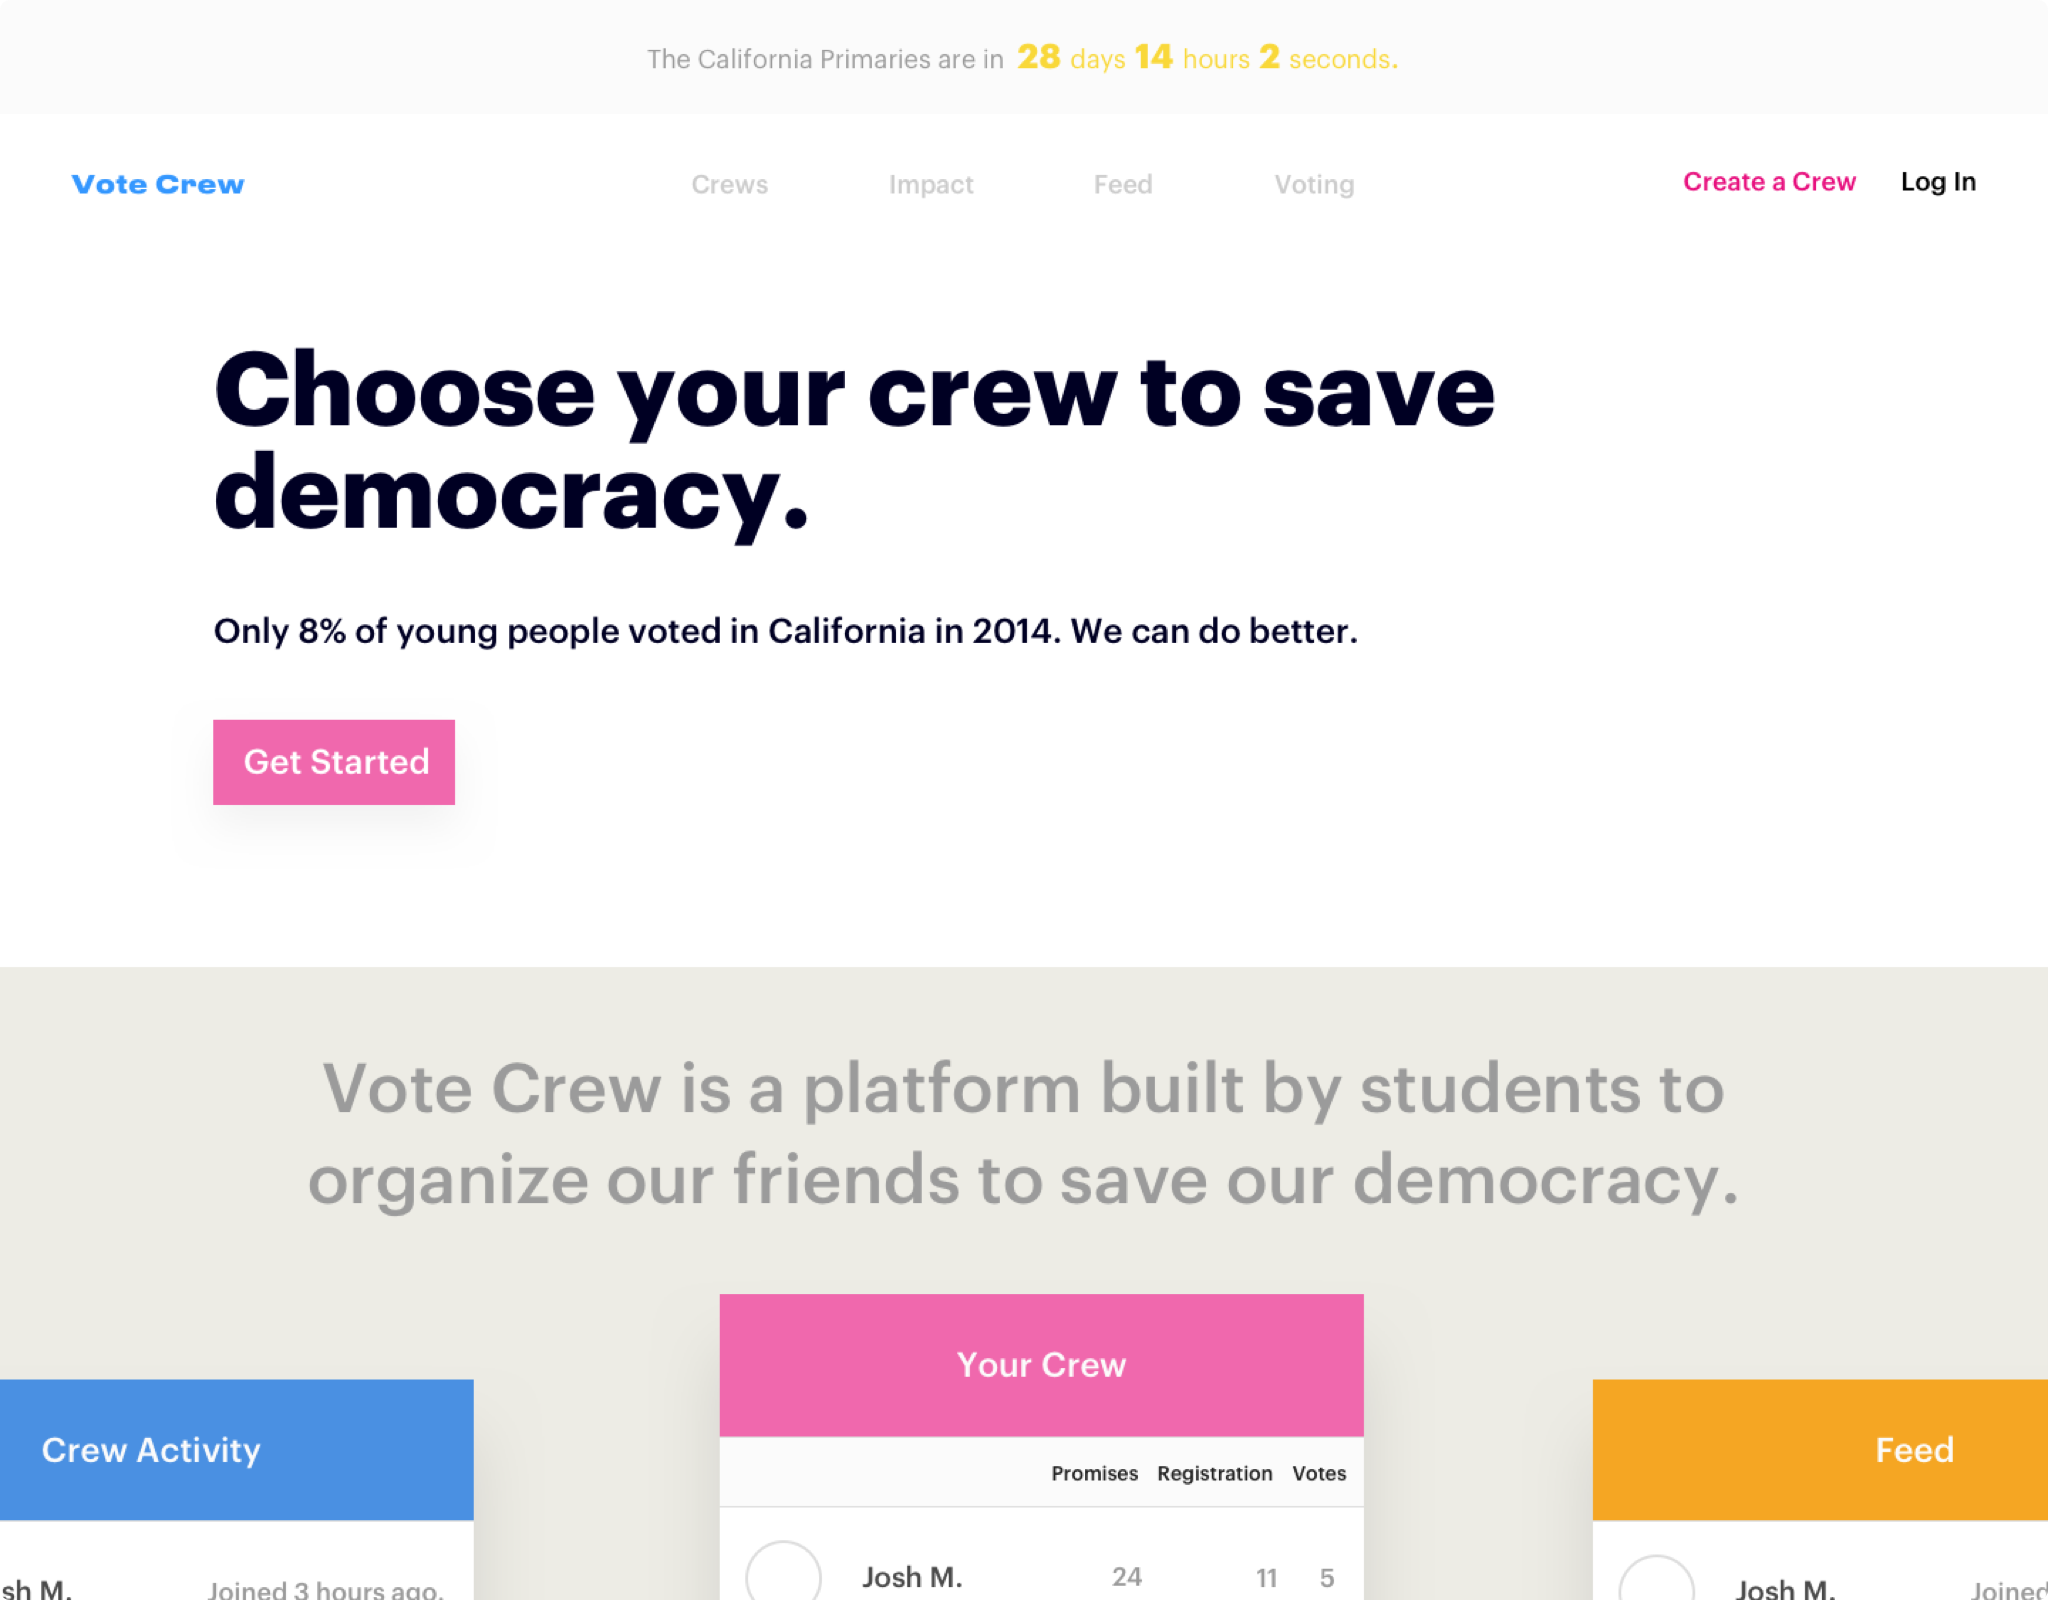 The California Primaries are in 28 days 14 hours 2 seconds.
Vote Crew
Crews Impact Feed Voting
Create a Crew Log In
Choose your crew to save
democracy.
Only 8% of young people voted in California in 2014. We can do better.
Get Started
Vote Crew is a platform built by students to
organize our friends to save our democracy.
Crew Activity
sh M. Joined 3 hours ago.
Your Crew
Promises Registration Votes
Josh M. 24 11 5
Feed
Josh M. Joined